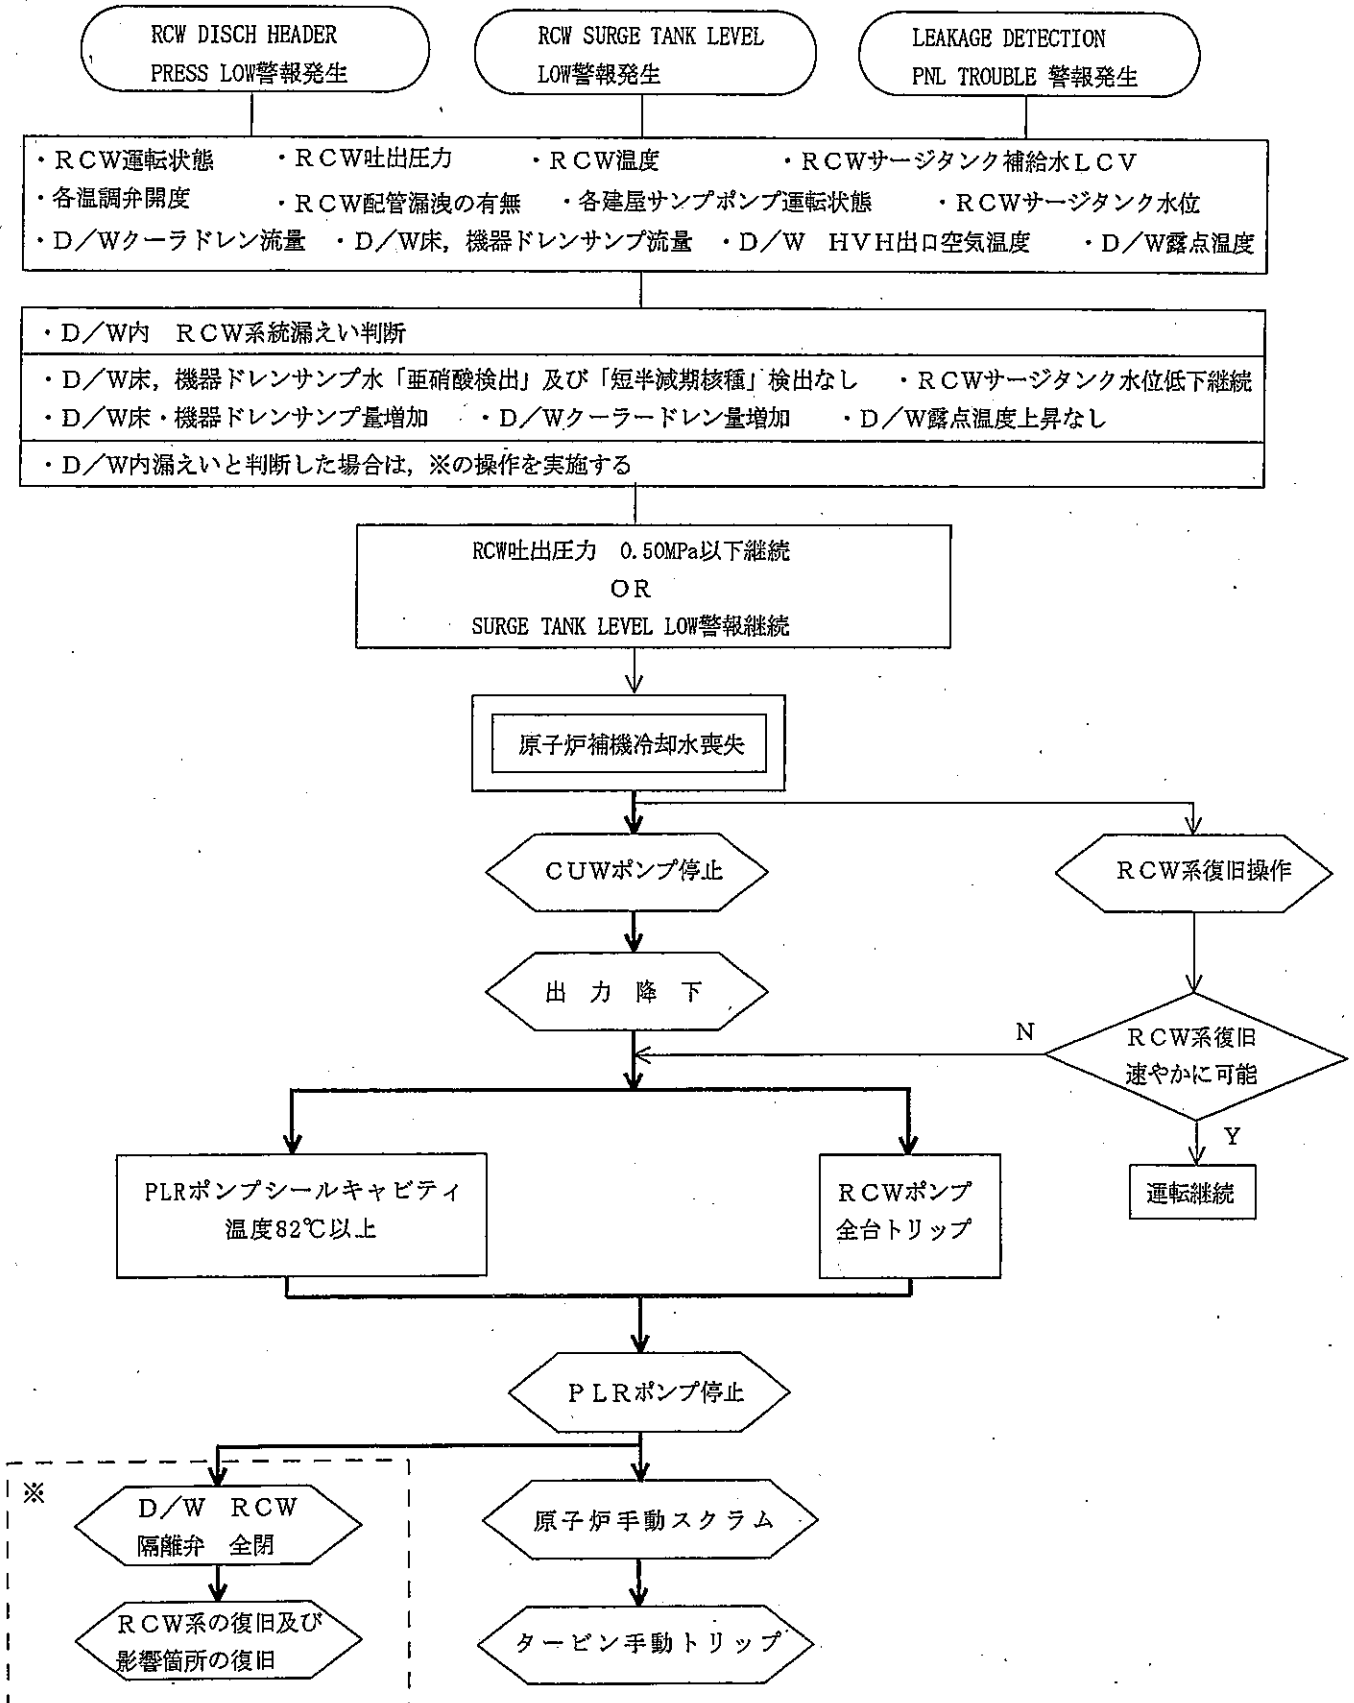 RCW DISCH HEADER
PRESS LOW警報発生
RCW SURGE TANK LEVEL
LOW警報発生
LEAKAGE DETECTION
PNL TROUBLE 警報発生
・RCW運転状態 ・RCW吐出圧力 ・RCW温度 ・RCWサージタンク補給水LCV
・各温調弁開度 ・RCW配管漏洩の有無 ・各建屋サンプポンプ運転状態 ・RCWサージタンク水位
・D/Wクーラドレン流量 ・D/W床，機器ドレンサンプ流量 ・D/W HVH出口空気温度 ・D/W露点温度
・D/W内 RCW系統漏えい判断
・D/W床，機器ドレンサンプ水「亜硝酸検出」及び「短半減期核種」検出なし ・RCWサージタンク水位低下継続
・D/W床・機器ドレンサンプ量増加 ・D/Wクーラードレン量増加 ・D/W露点温度上昇なし
・D/W内漏えいと判断した場合は，※の操作を実施する
RCW吐出圧力 0.50MPa以下継続
OR
SURGE TANK LEVEL LOW警報継続
原子炉補機冷却水喪失
CUWポンプ停止
RCW系復旧操作
出力降下
N
RCW系復旧
速やかに可能
Y
運転継続
PLRポンプシールキャビティ
温度82℃以上
RCWポンプ
全台トリップ
PLRポンプ停止
※
D/W RCW
隔離弁 全閉
原子炉手動スクラム
RCW系の復旧及び
影響箇所の復旧
タービン手動トリップ